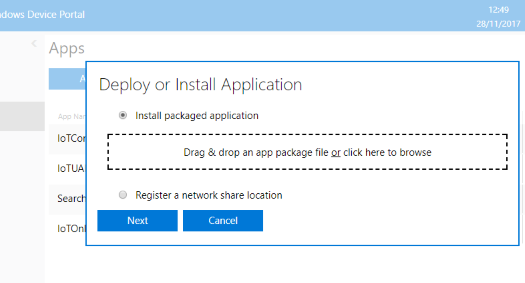 ndows Device Portal
12:49
28/11/2017
Apps
A
App Nam
Deploy or Install Application
Install packaged application
IoTCor
Drag & drop an app package file or click here to browse
IoTUA
Register a network share location
Search
Next
Cancel
IoTOn